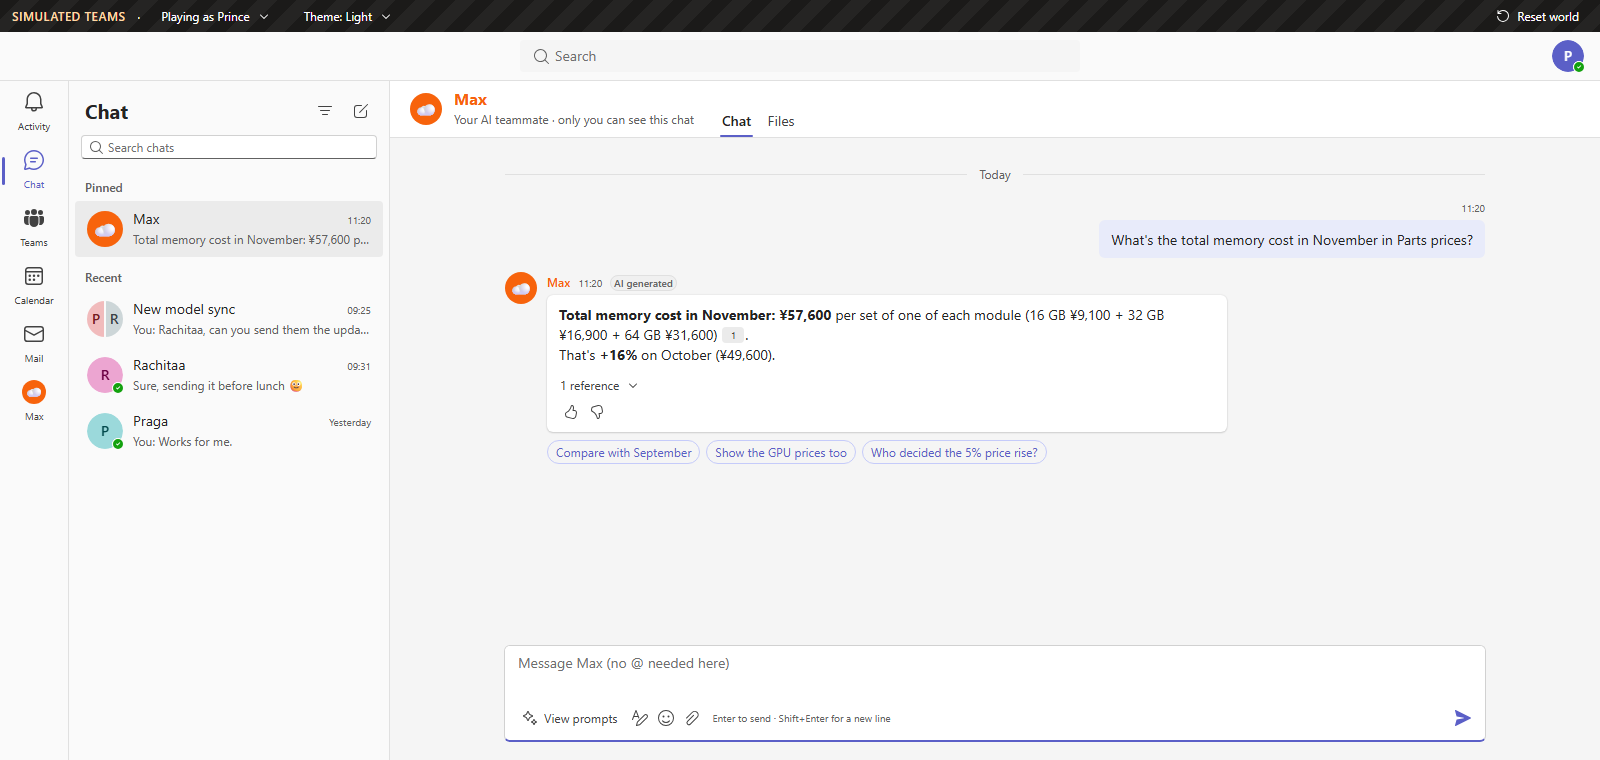 SIMULATED TEAMS · Playing as Prince Theme: Light Reset world
Search
P
Activity
Chat
Teams
Calendar
Mail
Max
Chat
Search chats
Pinned
Max 11:20
Total memory cost in November: ¥57,600 p...
Recent
P R
New model sync 09:25
You: Rachitaa, can you send them the upda...
R
Rachitaa 09:31
Sure, sending it before lunch 😀
P
Praga Yesterday
You: Works for me.
Max
Your AI teammate · only you can see this chat
Chat Files
Today
11:20
What's the total memory cost in November in Parts prices?
Max 11:20 AI generated
Total memory cost in November: ¥57,600 per set of one of each module (16 GB ¥9,100 + 32 GB
¥16,900 + 64 GB ¥31,600) 1 .
That's +16% on October (¥49,600).
1 reference
Compare with September Show the GPU prices too Who decided the 5% price rise?
Message Max (no @ needed here)
View prompts Enter to send · Shift+Enter for a new line